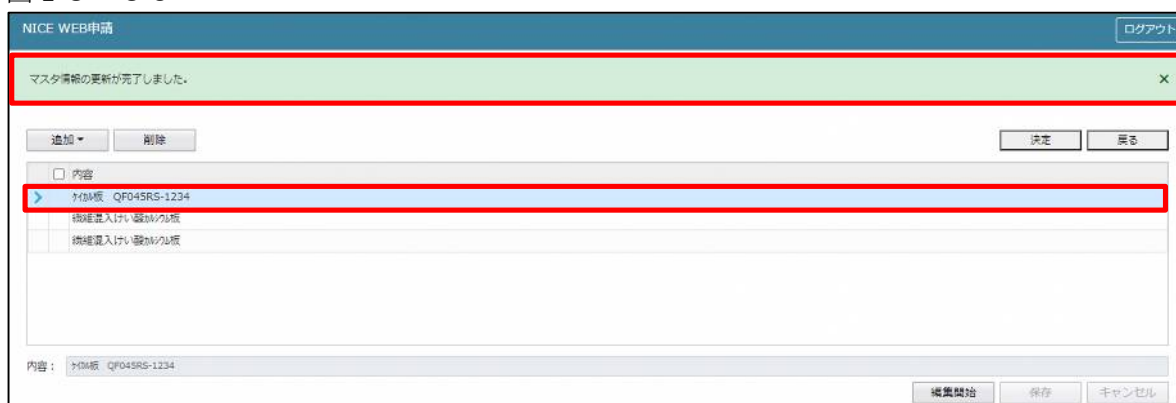 NICE WEB申請
ログアウト
マスタ情報の更新が完了しました。
×
追加 削除
決定 戻る
内容
ｹｲｶﾙ板 QF045RS-1234
繊維混入けい酸ｶﾙｼｳﾑ板
繊維混入けい酸ｶﾙｼｳﾑ板
内容： ｹｲｶﾙ板 QF045RS-1234
編集開始 保存 キャンセル